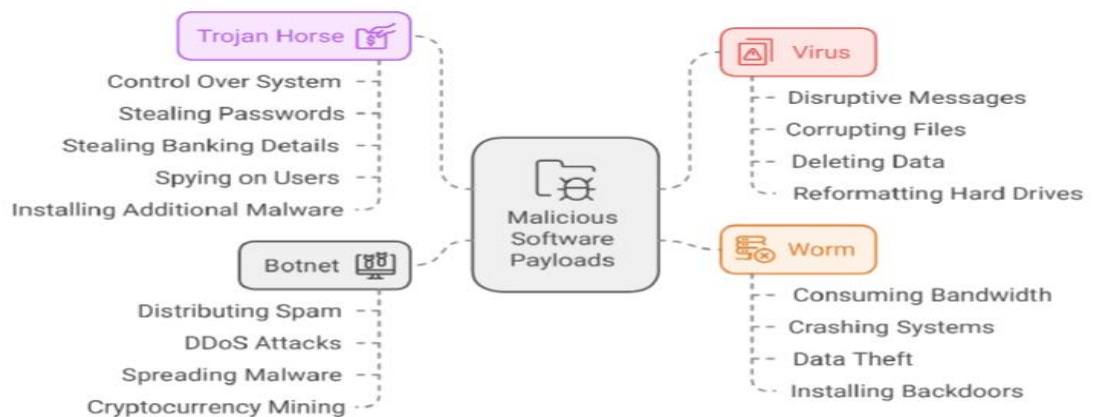 Trojan Horse
Control Over System
Stealing Passwords
Stealing Banking Details
Spying on Users
Installing Additional Malware
Botnet
Distributing Spam
DDoS Attacks
Spreading Malware
Cryptocurrency Mining
Malicious
Software
Payloads
Virus
Disruptive Messages
Corrupting Files
Deleting Data
Reformatting Hard Drives
Worm
Consuming Bandwidth
Crashing Systems
Data Theft
Installing Backdoors